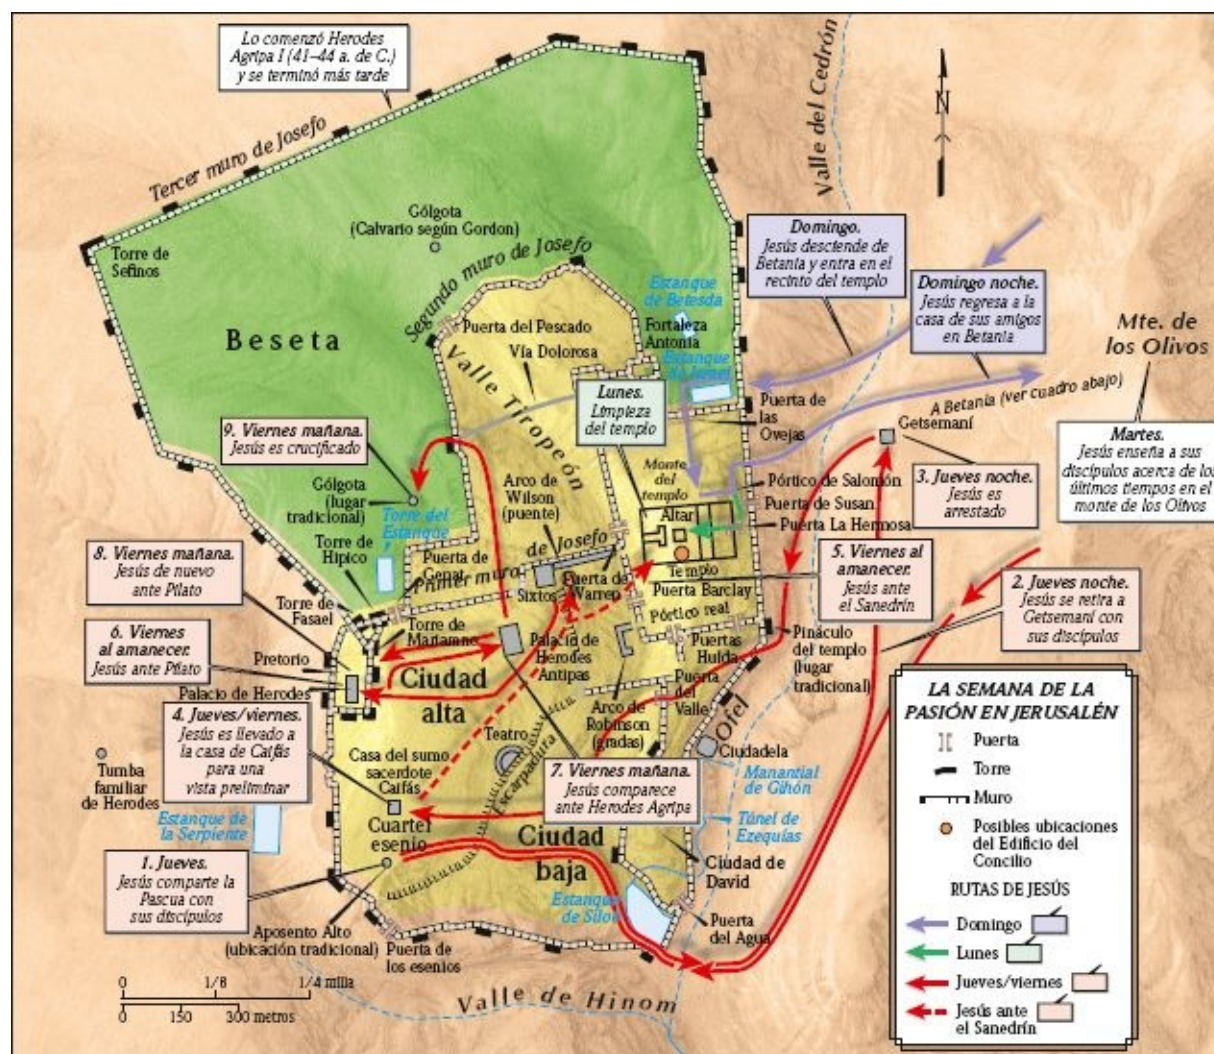 Lo comenzó Herodes
Agripa I (41–44 a. de C.)
y se terminó más tarde
Tercer muro de Josefo
Valle del Cedrón
N
Torre de
Sefinos
Gólgota
(Calvario según Gordon)
Segundo muro de Josefo
Beseta
Estanque
de Betesda
Fortaleza
Antonia
Estanque
de Israel
Puerta del Pescado
Vía Dolorosa
Valle Tiropeón
Domingo.
Jesús desciende de
Betania y entra en el
recinto del templo
Domingo noche.
Jesús regresa a la
casa de sus amigos
en Betania
Mte. de
los Olivos
A Betania (ver cuadro abajo)
Lunes.
Limpieza
del templo
Puerta de
las
Ovejas
Getsemaní
Martes.
Jesús enseña a sus
discípulos acerca de los
últimos tiempos en el
monte de los Olivos
9. Viernes mañana.
Jesús es crucificado
Gólgota
(lugar
tradicional)
Torre del
Estanque
Arco de
Wilson
(puente)
Monte
del
templo
Altar
Templo
Pórtico de Salomón
Puerta de Susan
Puerta La Hermosa
3. Jueves noche.
Jesús es
arrestado
8. Viernes mañana.
Jesús de nuevo
ante Pilato
Torre de
Hipico
Puerta de
Genat
Primer muro de Josefo
Sixtos
Puerta de
Warren
Puerta Barclay
Pórtico real
5. Viernes al
amanecer.
Jesús ante
el Sanedrín
2. Jueves noche.
Jesús se retira a
Getsemaní con
sus discípulos
Torre de
Fasael
Torre de
Mariamne
6. Viernes
al amanecer.
Jesús ante Pilato
Pretorio
Palacio de Herodes
Palacio de
Herodes
Antipas
Puertas
Hulda
Pináculo
del templo
(lugar
tradicional)
Ciudad
alta
Puerta
del
Valle
Arco de
Robinson
(gradas)
Ofel
4. Jueves/viernes.
Jesús es llevado a
la casa de Caifás
para una
vista preliminar
Teatro
Escarpadura
Casa del sumo
sacerdote
Caifás
Ciudadela
Manantial
de Gihón
7. Viernes mañana.
Jesús comparece
ante Herodes Agripa
Tumba
familiar
de Herodes
Estanque de
la Serpiente
Cuartel
esenio
Túnel de
Ezequías
Ciudad
baja
Ciudad de
David
1. Jueves.
Jesús comparte la
Pascua con
sus discípulos
Estanque
de Siloé
Puerta
del Agua
Aposento Alto
(ubicación tradicional)
Puerta de
los esenios
Valle de Hinom
0 1/8 1/4 milla
0 150 300 metros
LA SEMANA DE LA
PASIÓN EN JERUSALÉN
Puerta
Torre
Muro
Posibles ubicaciones
del Edificio del
Concilio
RUTAS DE JESÚS
Domingo
Lunes
Jueves/viernes
Jesús ante
el Sanedrín